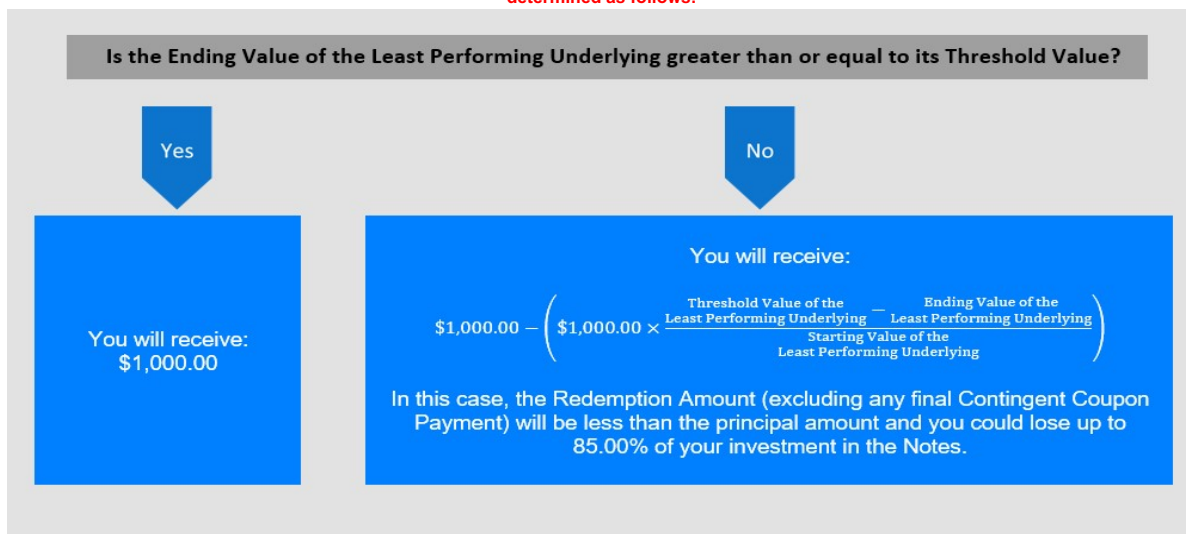 determined as follows:
Is the Ending Value of the Least Performing Underlying greater than or equal to its Threshold Value?
Yes
No
You will receive:
$1,000.00
You will receive:
$1,000.00 − ($1,000.00 × (Threshold Value of the Least Performing Underlying − Ending Value of the Least Performing Underlying) / Starting Value of the Least Performing Underlying)
In this case, the Redemption Amount (excluding any final Contingent Coupon
Payment) will be less than the principal amount and you could lose up to
85.00% of your investment in the Notes.